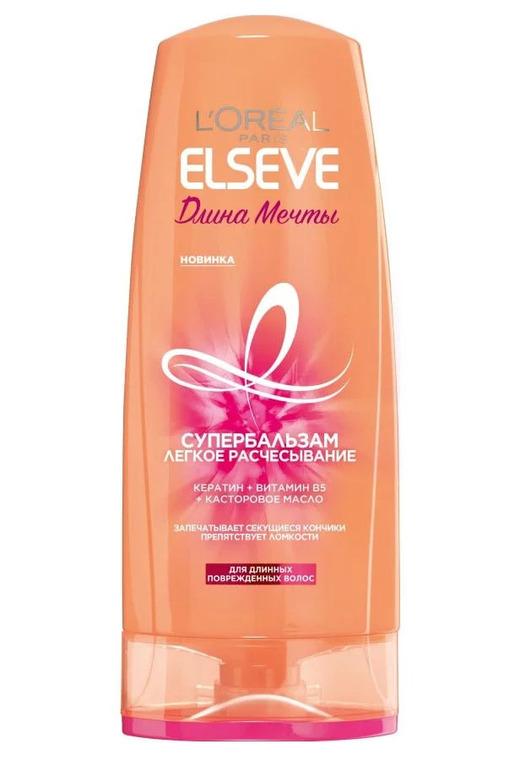 L'ORÉAL
PARIS
ELSEVE
Длина Мечты
НОВИНКА
СУПЕРБАЛЬЗАМ
ЛЕГКОЕ РАСЧЕСЫВАНИЕ
КЕРАТИН + ВИТАМИН B5
+ КАСТОРОВОЕ МАСЛО
ЗАПЕЧАТЫВАЕТ СЕКУЩИЕСЯ КОНЧИКИ
ПРЕПЯТСТВУЕТ ЛОМКОСТИ
ДЛЯ ДЛИННЫХ
ПОВРЕЖДЕННЫХ ВОЛОС